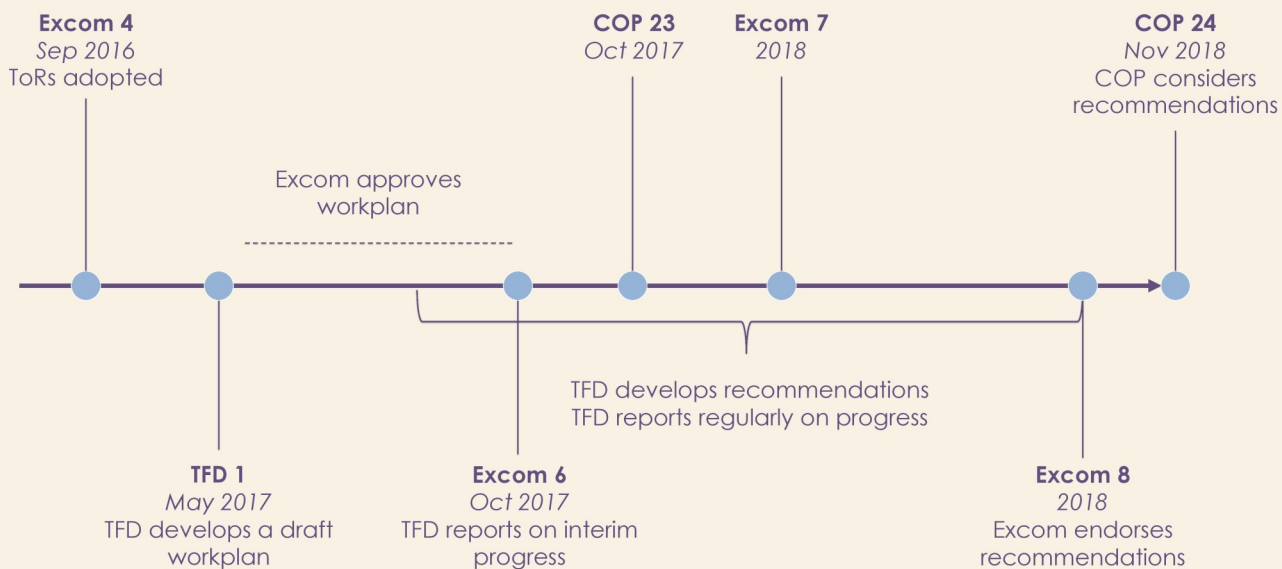 Excom 4
Sep 2016
ToRs adopted
COP 23
Oct 2017
Excom 7
2018
COP 24
Nov 2018
COP considers
recommendations
Excom approves
workplan
TFD develops recommendations
TFD reports regularly on progress
TFD 1
May 2017
TFD develops a draft
workplan
Excom 6
Oct 2017
TFD reports on interim
progress
Excom 8
2018
Excom endorses
recommendations